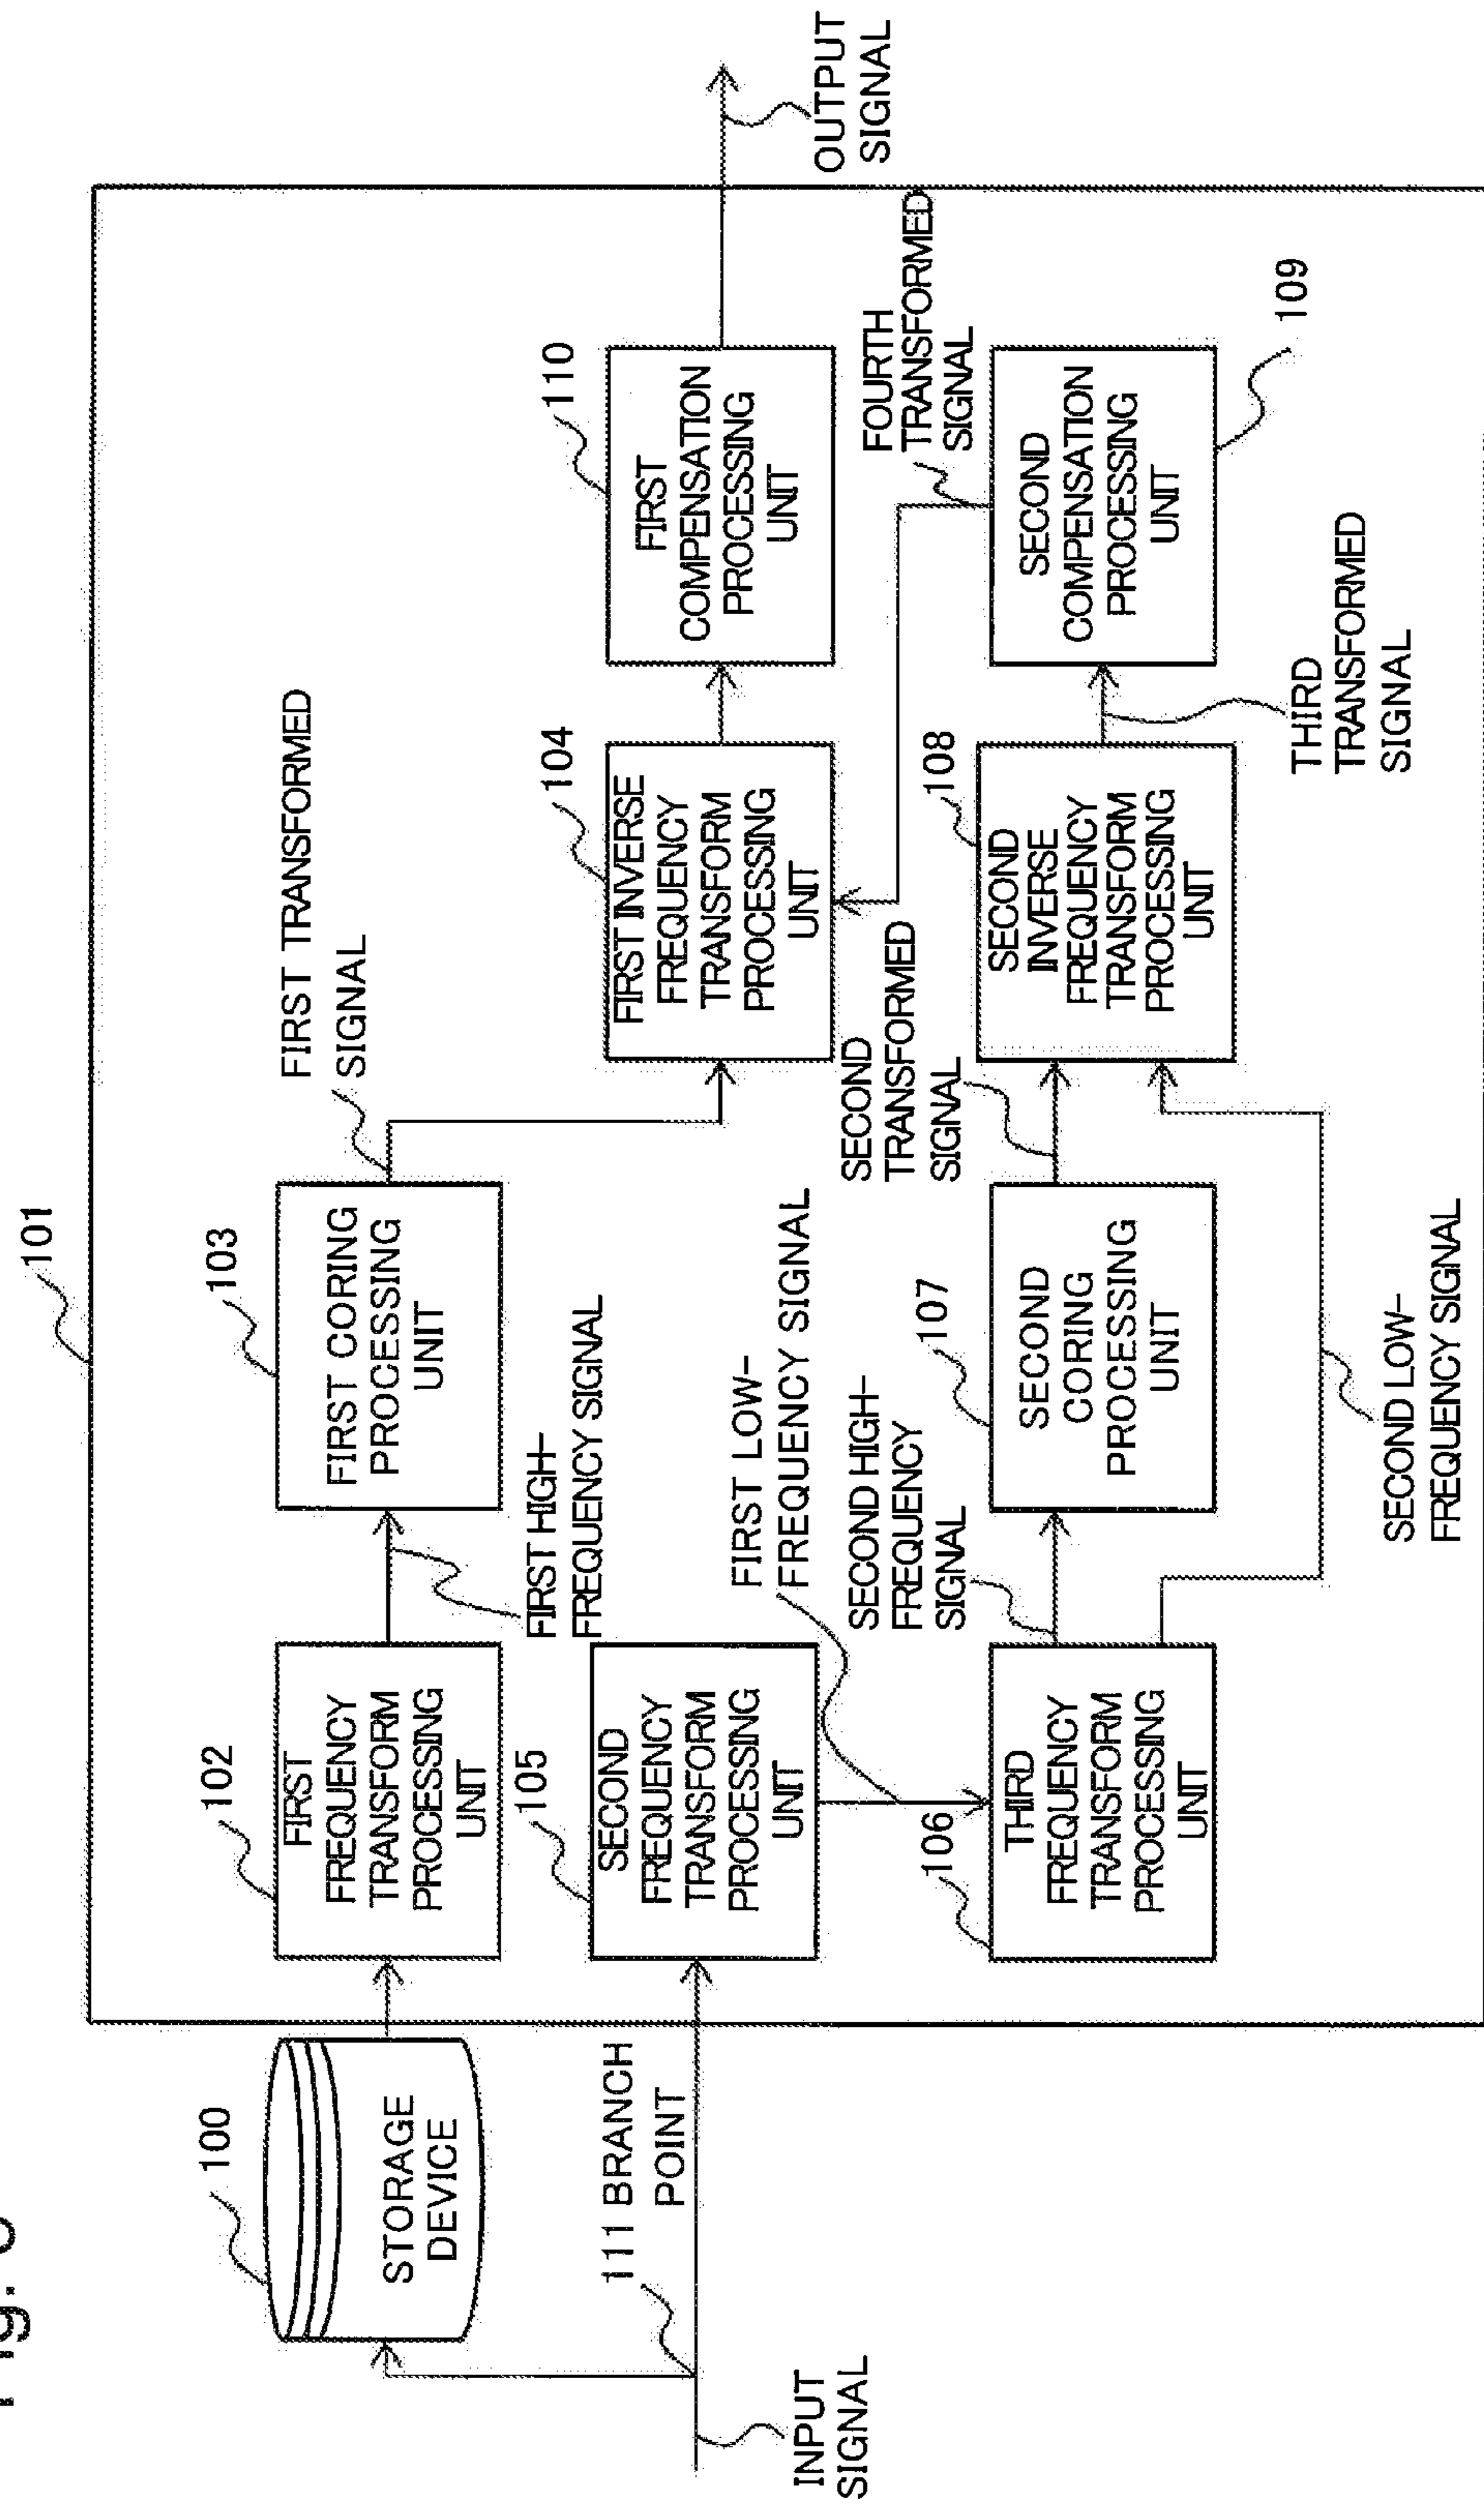 101
100
STORAGE
DEVICE
102
FIRST
FREQUENCY
TRANSFORM
PROCESSING
UNIT
FIRST HIGH-
FREQUENCY SIGNAL
103
FIRST CORING
PROCESSING
UNIT
FIRST TRANSFORMED
SIGNAL
INPUT
SIGNAL
111 BRANCH
POINT
105
SECOND
FREQUENCY
TRANSFORM
PROCESSING
UNIT
FIRST LOW-
FREQUENCY SIGNAL
104
FIRST INVERSE
FREQUENCY
TRANSFORM
PROCESSING
UNIT
110
FIRST
COMPENSATION
PROCESSING
UNIT
OUTPUT
SIGNAL
106
THIRD
FREQUENCY
TRANSFORM
PROCESSING
UNIT
SECOND HIGH-
FREQUENCY
SIGNAL
107
SECOND
CORING
PROCESSING
UNIT
SECOND
TRANSFORMED
SIGNAL
108
SECOND
INVERSE
FREQUENCY
TRANSFORM
PROCESSING
UNIT
FOURTH
TRANSFORMED
SIGNAL
SECOND
COMPENSATION
PROCESSING
UNIT
109
THIRD
TRANSFORMED
SIGNAL
SECOND LOW-
FREQUENCY SIGNAL